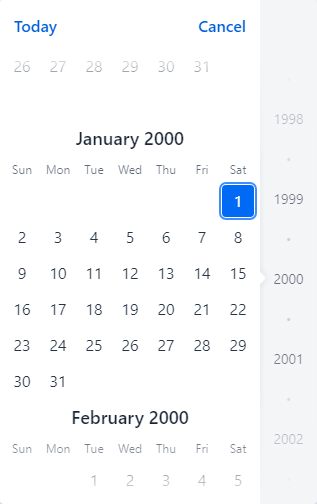 Today Cancel
26 27 28 29 30 31
January 2000
Sun Mon Tue Wed Thu Fri Sat
1
2 3 4 5 6 7 8
9 10 11 12 13 14 15
16 17 18 19 20 21 22
23 24 25 26 27 28 29
30 31
February 2000
Sun Mon Tue Wed Thu Fri Sat
1 2 3 4 5
1998
1999
2000
2001
2002